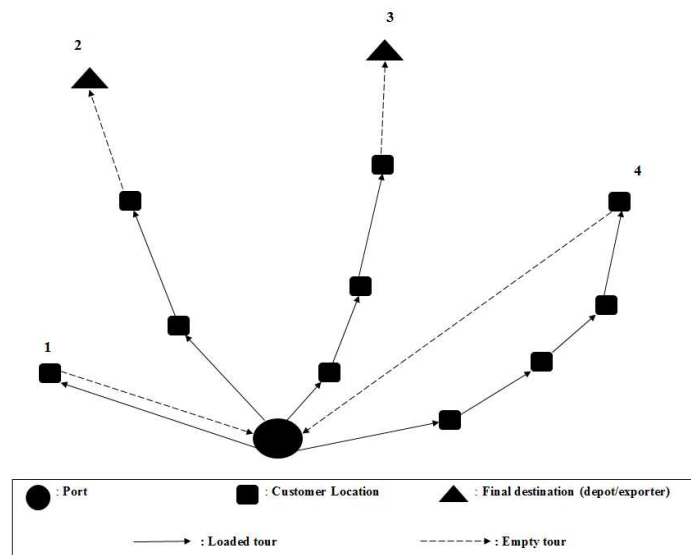 3
2
4
1
: Port
: Customer Location
: Final destination (depot/exporter)
: Loaded tour
: Empty tour